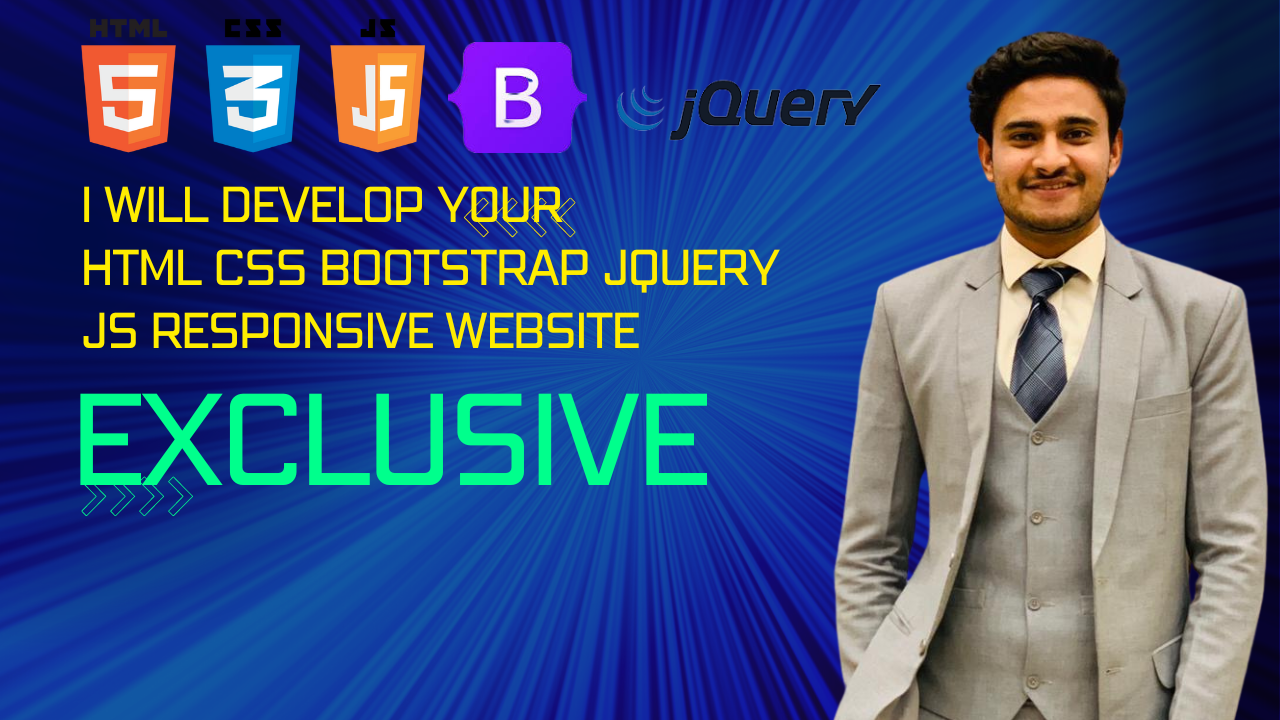 HTML CSS JS
5 3 JS B jQuery
I WILL DEVELOP YOUR
HTML CSS BOOTSTRAP JQUERY
JS RESPONSIVE WEBSITE
EXCLUSIVE